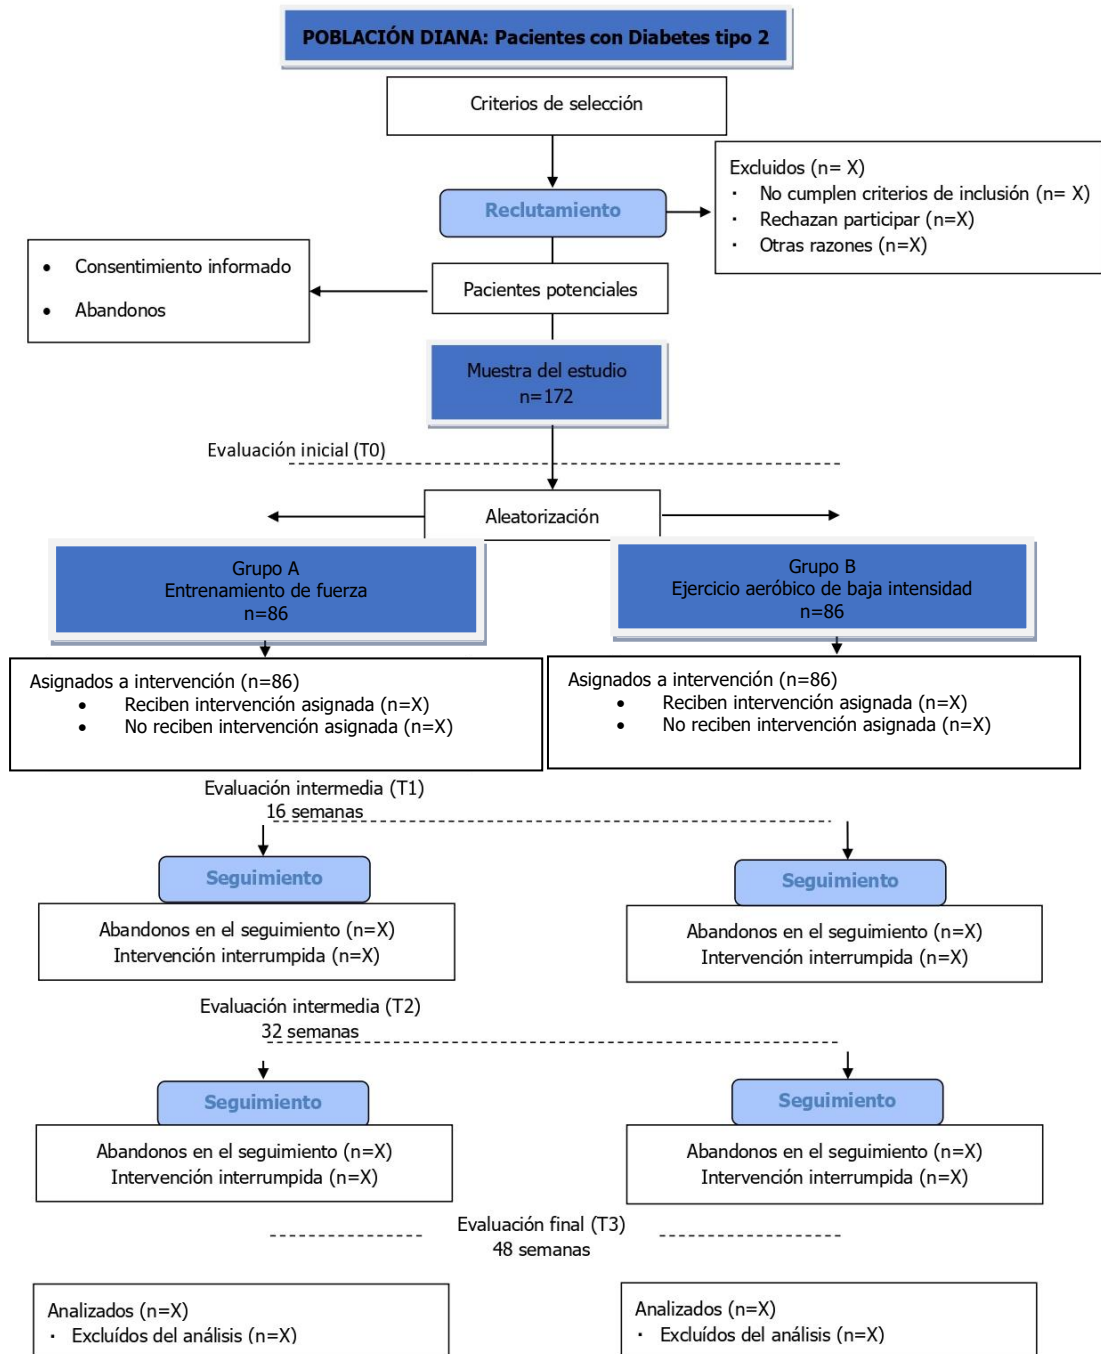 POBLACIÓN DIANA: Pacientes con Diabetes tipo 2
Criterios de selección
Reclutamiento
Excluidos (n= X)
· No cumplen criterios de inclusión (n= X)
· Rechazan participar (n=X)
· Otras razones (n=X)
• Consentimiento informado
• Abandonos
Pacientes potenciales
Muestra del estudio
n=172
Evaluación inicial (T0)
Aleatorización
Grupo A
Entrenamiento de fuerza
n=86
Grupo B
Ejercicio aeróbico de baja intensidad
n=86
Asignados a intervención (n=86)
• Reciben intervención asignada (n=X)
• No reciben intervención asignada (n=X)
Asignados a intervención (n=86)
• Reciben intervención asignada (n=X)
• No reciben intervención asignada (n=X)
Evaluación intermedia (T1)
16 semanas
Seguimiento
Seguimiento
Abandonos en el seguimiento (n=X)
Intervención interrumpida (n=X)
Abandonos en el seguimiento (n=X)
Intervención interrumpida (n=X)
Evaluación intermedia (T2)
32 semanas
Seguimiento
Seguimiento
Abandonos en el seguimiento (n=X)
Intervención interrumpida (n=X)
Abandonos en el seguimiento (n=X)
Intervención interrumpida (n=X)
Evaluación final (T3)
48 semanas
Analizados (n=X)
· Excluídos del análisis (n=X)
Analizados (n=X)
· Excluídos del análisis (n=X)